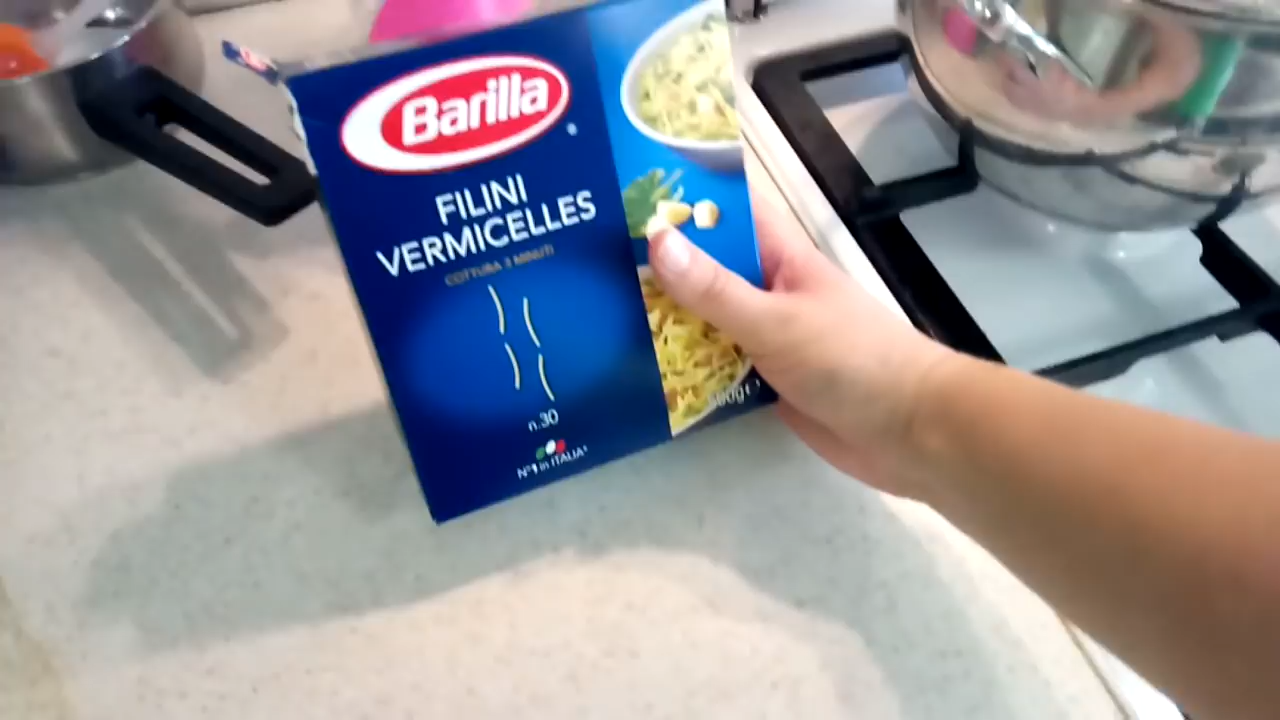 Barilla
FILINI
VERMICELLES
COTTURA 3 MINUTI
n.30
N°1 in ITALIA*